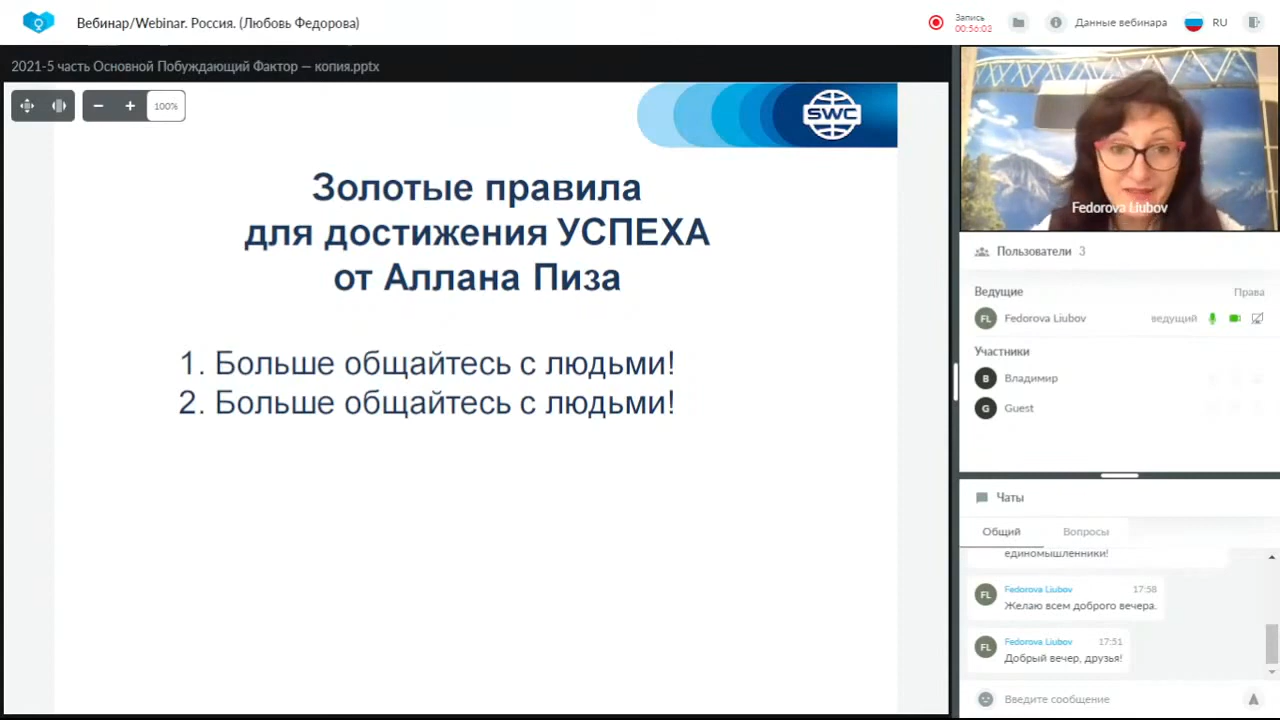 Вебинар/Webinar. Россия. (Любовь Федорова)
Запись
00:56:02
Данные вебинара
RU
2021-5 часть Основной Побуждающий Фактор — копия.pptx
100%
SWC
Золотые правила
для достижения УСПЕХА
от Аллана Пиза
1. Больше общайтесь с людьми!
2. Больше общайтесь с людьми!
Fedorova Liubov
Пользователи 3
Ведущие Права
FL Fedorova Liubov ведущий
Участники
В Владимир
G Guest
Чаты
Общий Вопросы
единомышленники!
FL Fedorova Liubov 17:58
Желаю всем доброго вечера.
FL Fedorova Liubov 17:51
Добрый вечер, друзья!
Введите сообщение